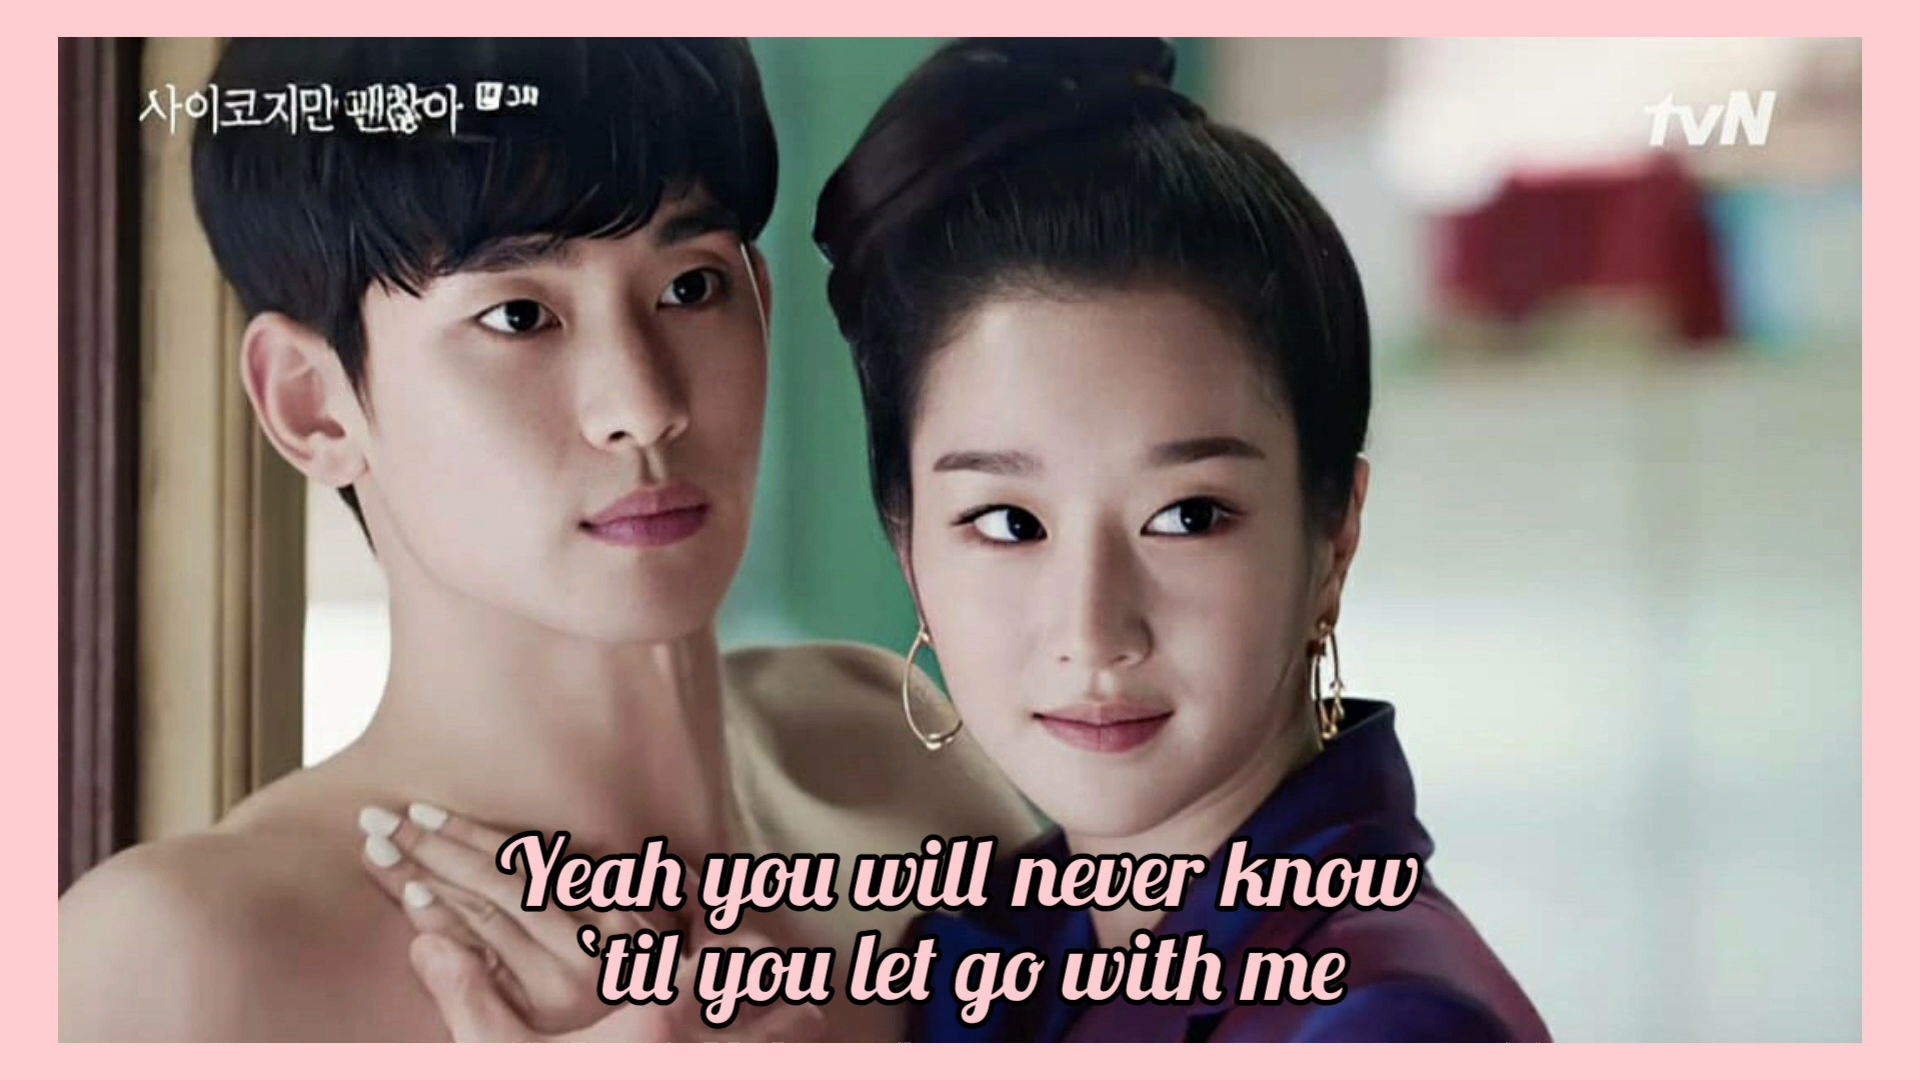 사이코지만 괜찮아
tvN
Yeah you will never know
‛til you let go with me